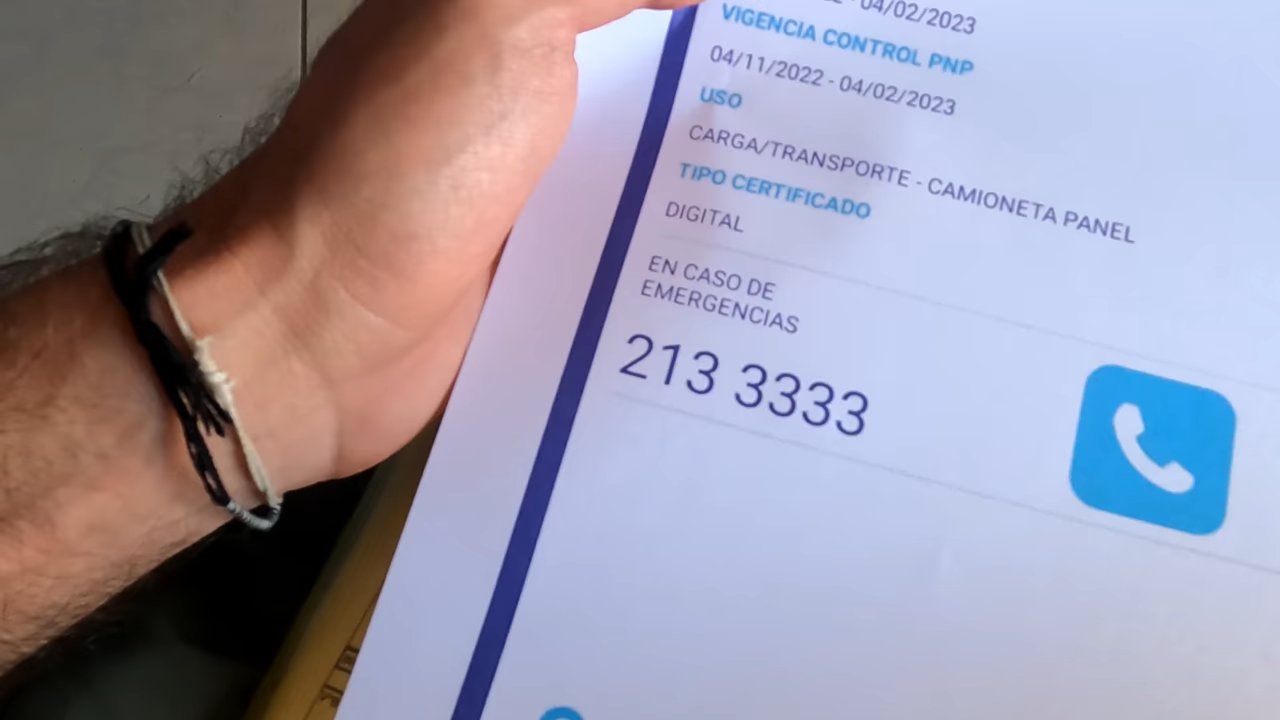 - 04/02/2023
VIGENCIA CONTROL PNP
04/11/2022 - 04/02/2023
USO
CARGA/TRANSPORTE - CAMIONETA PANEL
TIPO CERTIFICADO
DIGITAL
EN CASO DE
EMERGENCIAS
213 3333